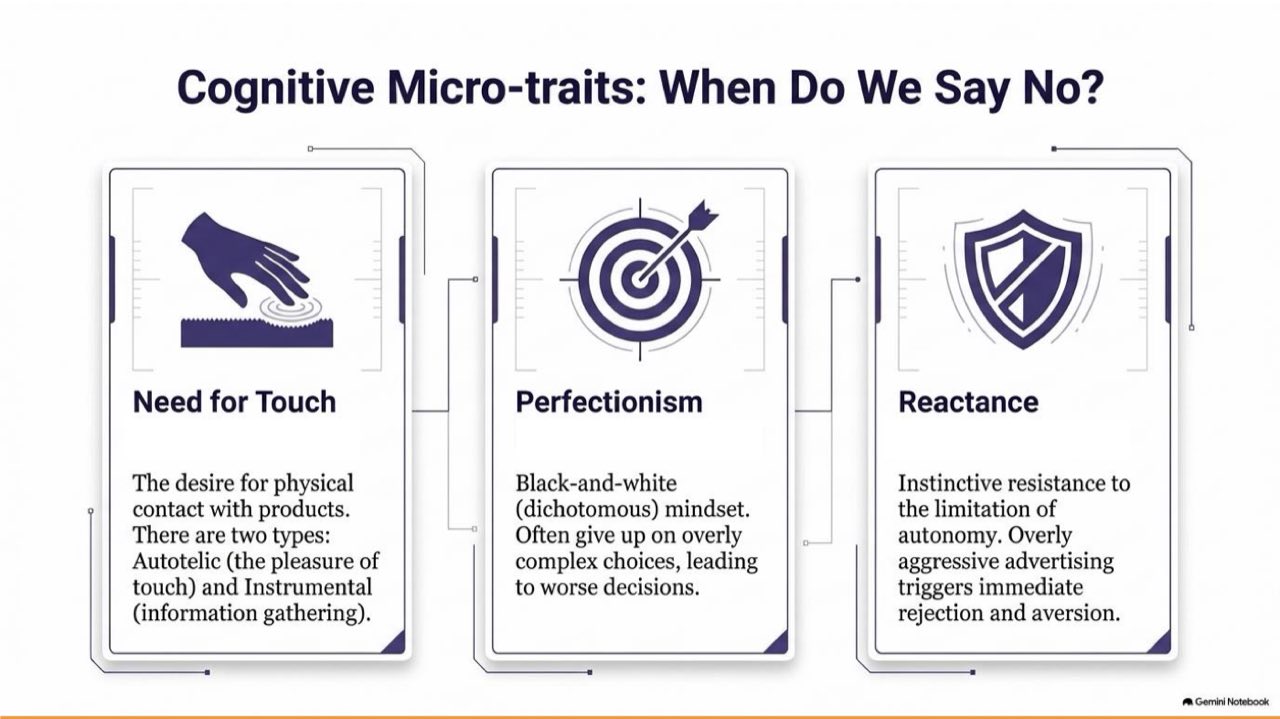 Cognitive Micro-traits: When Do We Say No?
Need for Touch
The desire for physical
contact with products.
There are two types:
Autotelic (the pleasure of
touch) and Instrumental
(information gathering).
Perfectionism
Black-and-white
(dichotomous) mindset.
Often give up on overly
complex choices, leading
to worse decisions.
Reactance
Instinctive resistance to
the limitation of
autonomy. Overly
aggressive advertising
triggers immediate
rejection and aversion.
Gemini Notebook